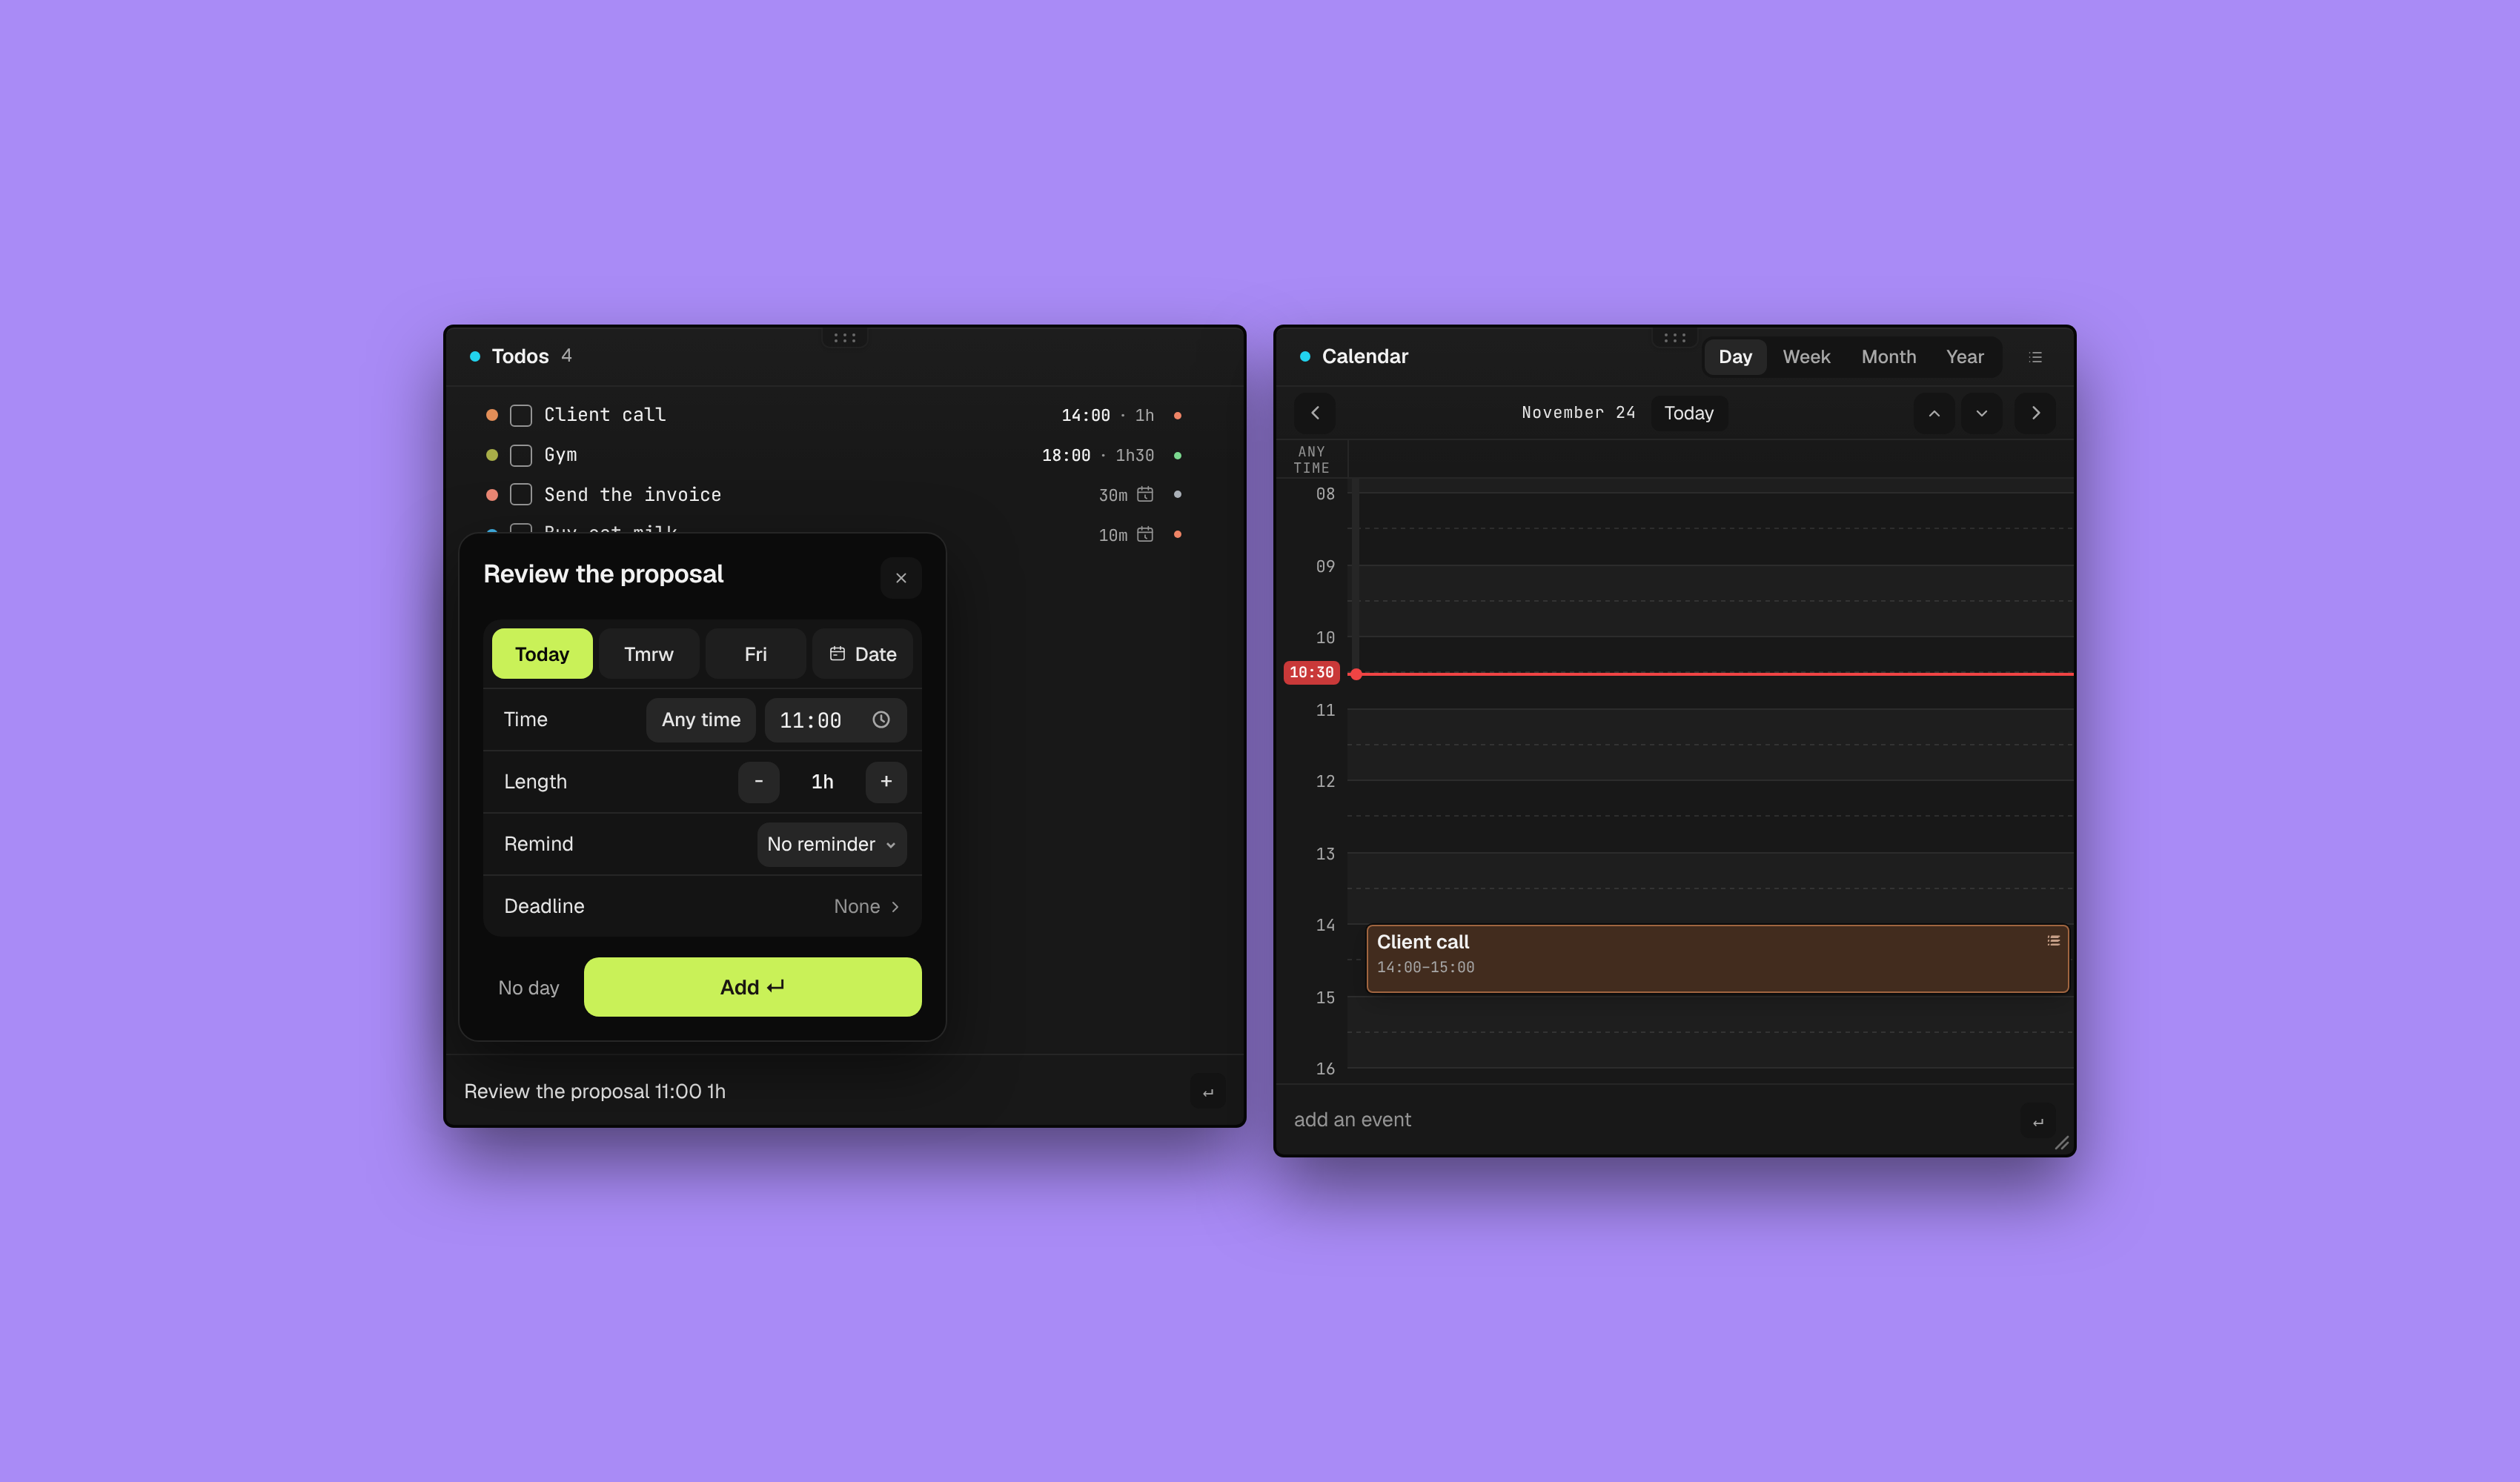 Todos 4
Client call 14:00 · 1h
Gym 18:00 · 1h30
Send the invoice 30m
Buy oat milk 10m
Review the proposal
Today Tmrw Fri Date
Time Any time 11:00
Length - 1h +
Remind No reminder
Deadline None
No day Add
Review the proposal 11:00 1h
Calendar Day Week Month Year
November 24 Today
ANY
TIME
08
09
10
10:30
11
12
13
14
Client call
14:00–15:00
15
16
add an event